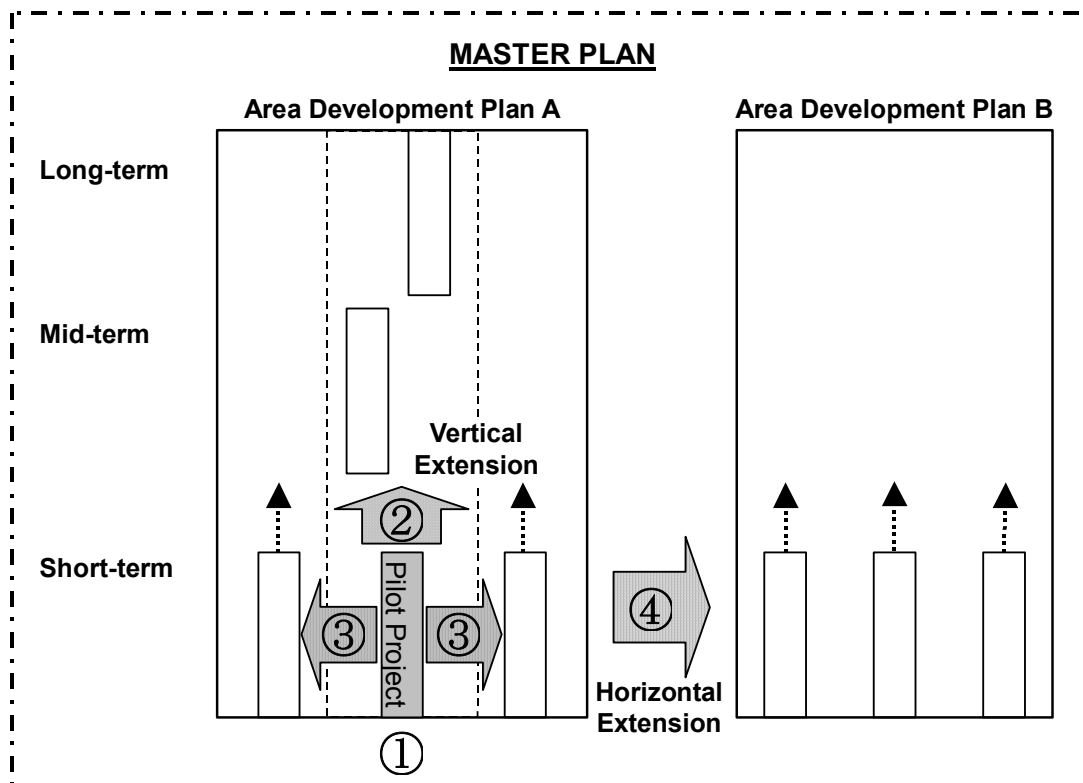 MASTER PLAN
Area Development Plan A
Area Development Plan B
Long-term
Mid-term
Vertical
Extension
②
Short-term
Pilot Project
③
③
④
Horizontal
Extension
①